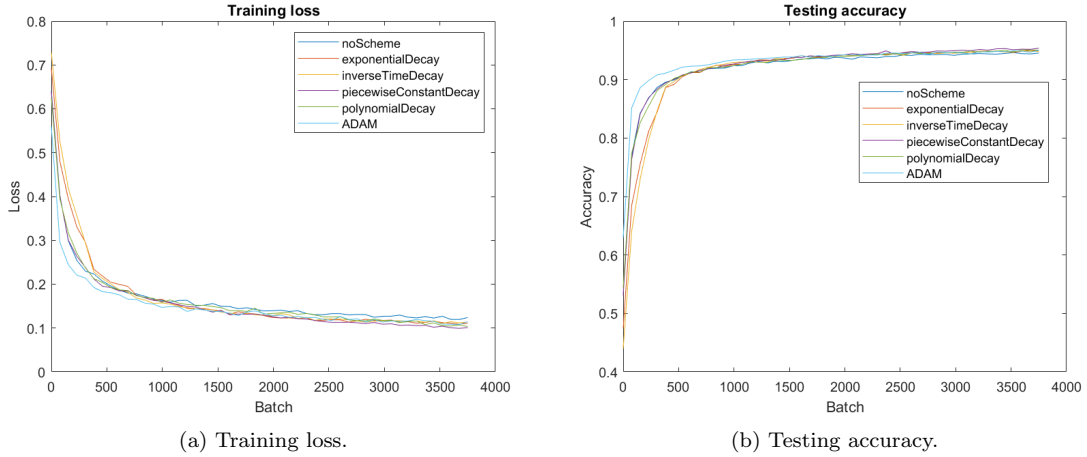 Training loss
0.8
0.7
0.6
0.5
0.4
0.3
0.2
0.1
0
Loss
noScheme
exponentialDecay
inverseTimeDecay
piecewiseConstantDecay
polynomialDecay
ADAM
0 500 1000 1500 2000 2500 3000 3500 4000
Batch
(a) Training loss.
Testing accuracy
1
0.9
0.8
0.7
0.6
0.5
0.4
Accuracy
noScheme
exponentialDecay
inverseTimeDecay
piecewiseConstantDecay
polynomialDecay
ADAM
0 500 1000 1500 2000 2500 3000 3500 4000
Batch
(b) Testing accuracy.